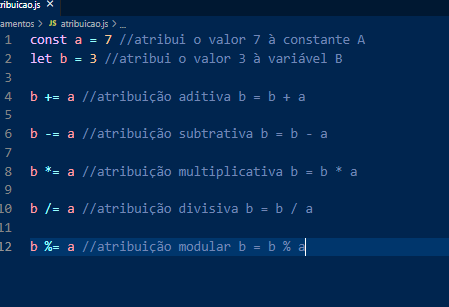 tribuicao.js
amentos > JS atribuicao.js > ...
1 const a = 7 //atribui o valor 7 à constante A
2 let b = 3 //atribui o valor 3 à variável B
3
4 b += a //atribuição aditiva b = b + a
5
6 b -= a //atribuição subtrativa b = b - a
7
8 b *= a //atribuição multiplicativa b = b * a
9
10 b /= a //atribuição divisiva b = b / a
11
12 b %= a //atribuição modular b = b % a